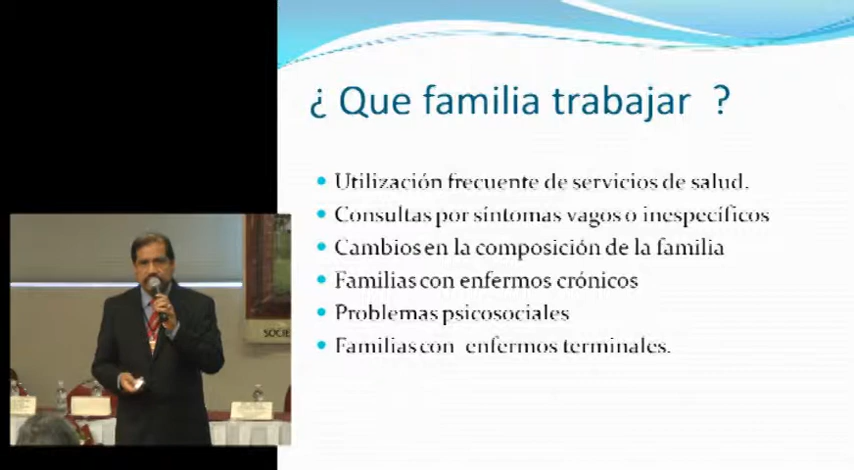 ¿ Que familia trabajar ?
Utilización frecuente de servicios de salud.
Consultas por síntomas vagos o inespecíficos
Cambios en la composición de la familia
Familias con enfermos crónicos
Problemas psicosociales
Familias con enfermos terminales.
SOCIE